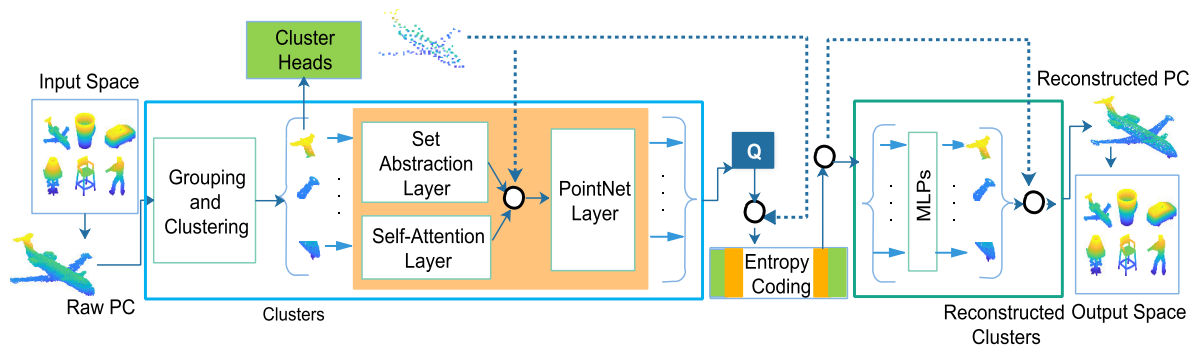 Cluster
Heads
Input Space
Reconstructed PC
Grouping
and
Clustering
Set
Abstraction
Layer
Self-Attention
Layer
PointNet
Layer
Q
MLPs
Entropy
Coding
Raw PC
Clusters
Reconstructed
Clusters
Output Space